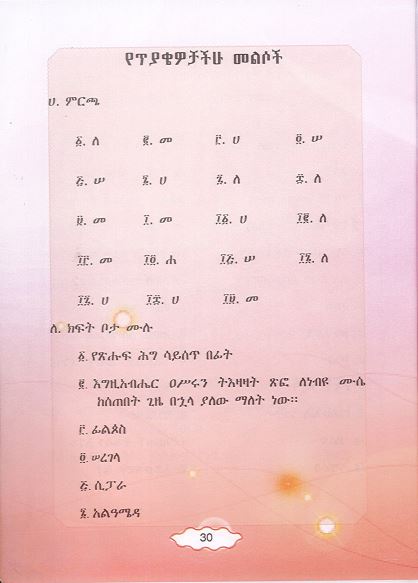 የጥያቄዎቻችሁ መልሶች
ሀ. ምርጫ
፩. ለ ፪. መ ፫. ሀ ፬. ሠ
፭. ሠ ፮. ሀ ፯. ለ ፰. ለ
፱. መ ፲. መ ፲፩. ሀ ፲፪. ለ
፲፫. መ ፲፬. ሐ ፲፭. ሠ ፲፮. ለ
፲፯. ሀ ፲፰. ሀ ፲፱. መ
ለ. ክፍት ቦታ ሙሉ
፩. የጽሑፍ ሕግ ሳይሰጥ በፊት
፪. እግዚአብሔር ዐሥሩን ትእዛዛት ጽፎ ለነብዩ ሙሴ
ከሰጠበት ጊዜ በኋላ ያለው ማለት ነው፡፡
፫. ፊልጶስ
፬. ሠረገላ
፭. ሲፓራ
፮. አልዓሜዳ
30